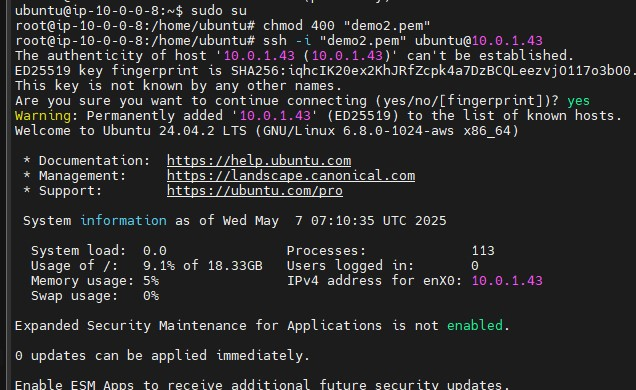 ubuntu@ip-10-0-0-8:~$ sudo su
root@ip-10-0-0-8:/home/ubuntu# chmod 400 "demo2.pem"
root@ip-10-0-0-8:/home/ubuntu# ssh -i "demo2.pem" ubuntu@10.0.1.43
The authenticity of host '10.0.1.43 (10.0.1.43)' can't be established.
ED25519 key fingerprint is SHA256:iqhcIK20ex2KhJRfZcpk4a7DzBCQLeezvjO117o3bO0.
This key is not known by any other names.
Are you sure you want to continue connecting (yes/no/[fingerprint])? yes
Warning: Permanently added '10.0.1.43' (ED25519) to the list of known hosts.
Welcome to Ubuntu 24.04.2 LTS (GNU/Linux 6.8.0-1024-aws x86_64)
* Documentation: https://help.ubuntu.com
* Management: https://landscape.canonical.com
* Support: https://ubuntu.com/pro
System information as of Wed May 7 07:10:35 UTC 2025
System load: 0.0 Processes: 113
Usage of /: 9.1% of 18.33GB Users logged in: 0
Memory usage: 5% IPv4 address for enX0: 10.0.1.43
Swap usage: 0%
Expanded Security Maintenance for Applications is not enabled.
0 updates can be applied immediately.
Enable ESM Apps to receive additional future security updates.